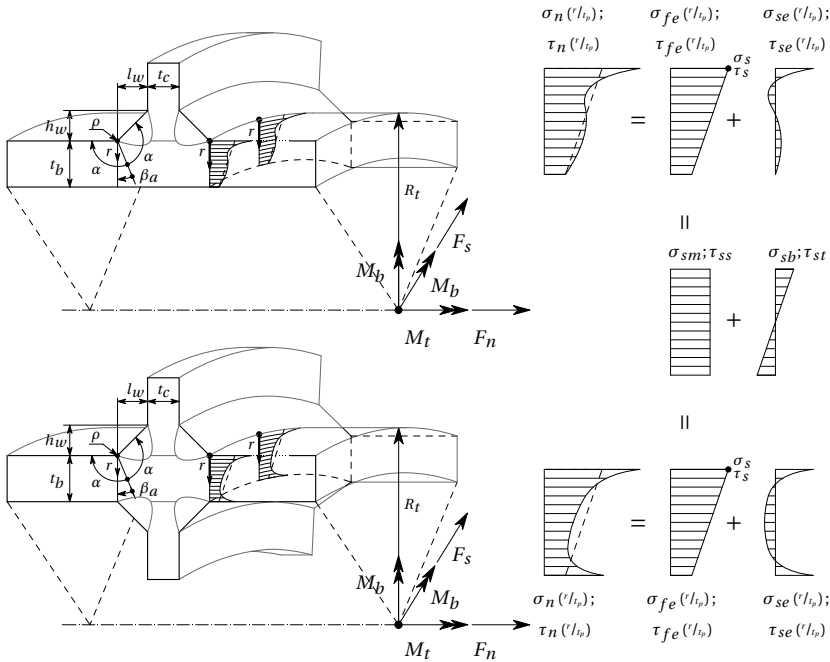 σn(r/tp); σfe(r/tp); σse(r/tp);
τn(r/tp) τfe(r/tp) τse(r/tp)
lw tc
σs
τs
hw ρ
r r
= +
tb α α r
βa
Rt
=
Fs
σsm;τss σsb;τst
Mb
Mb
+
Mt Fn
lw tc
=
hw ρ
r r
σs
τs
tb α α r
βa
Rt
= +
Fs
Mb
Mb
σn(r/tp); σfe(r/tp); σse(r/tp);
τn(r/tp) τfe(r/tp) τse(r/tp)
Mt Fn